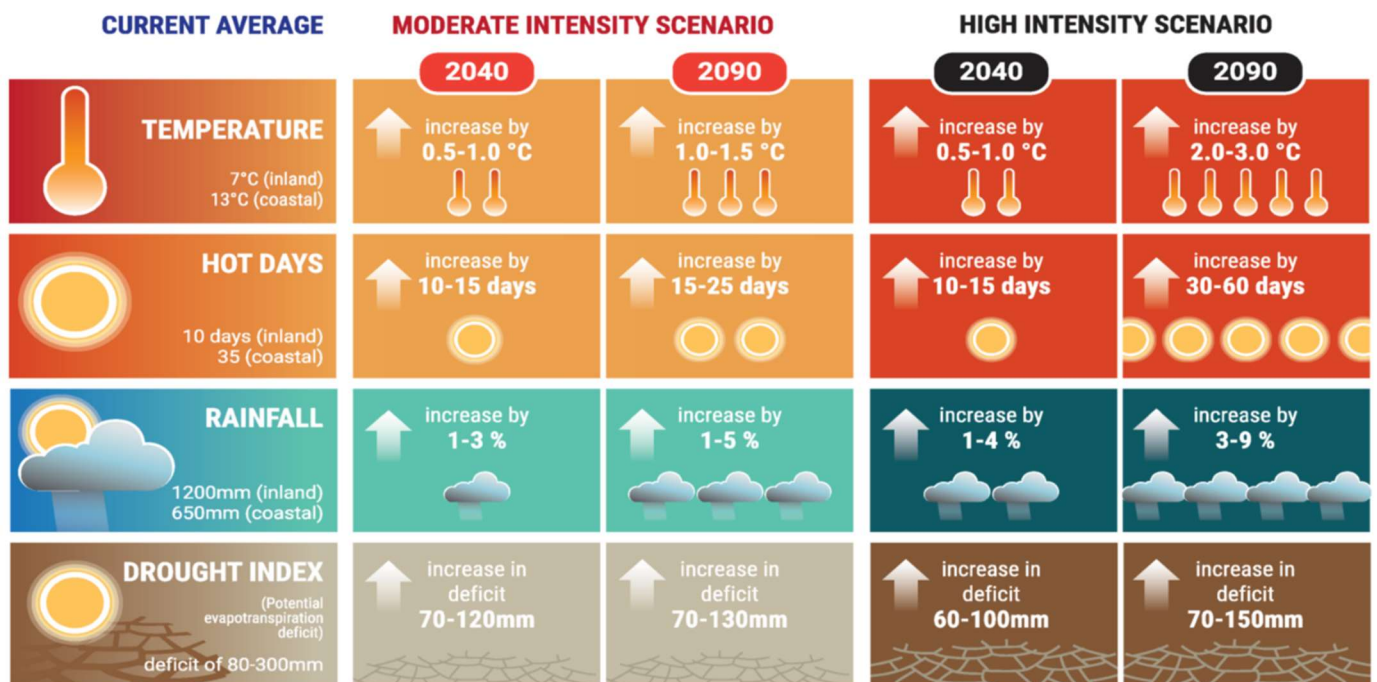 CURRENT AVERAGE
MODERATE INTENSITY SCENARIO
HIGH INTENSITY SCENARIO
2040
2090
2040
2090
TEMPERATURE
7°C (inland)
13°C (coastal)
increase by
0.5-1.0 °C
increase by
1.0-1.5 °C
increase by
0.5-1.0 °C
increase by
2.0-3.0 °C
HOT DAYS
10 days (inland)
35 (coastal)
increase by
10-15 days
increase by
15-25 days
increase by
10-15 days
increase by
30-60 days
RAINFALL
1200mm (inland)
650mm (coastal)
increase by
1-3 %
increase by
1-5 %
increase by
1-4 %
increase by
3-9 %
DROUGHT INDEX
(Potential
evapotranspiration
deficit)
deficit of 80-300mm
increase in
deficit
70-120mm
increase in
deficit
70-130mm
increase in
deficit
60-100mm
increase in
deficit
70-150mm